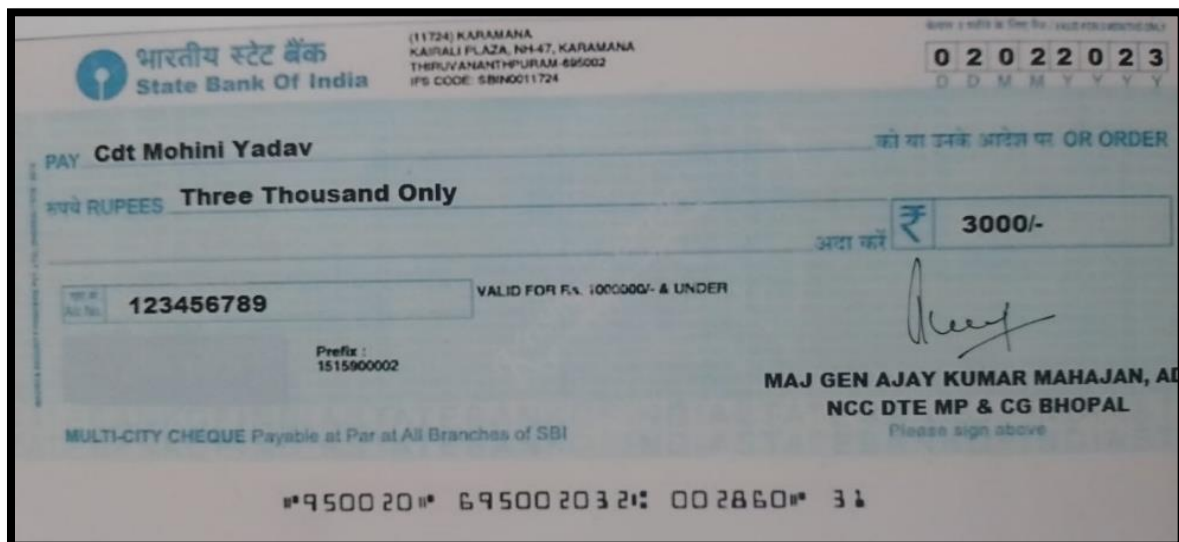 भारतीय स्टेट बैंक
State Bank Of India
(11724) KARAMANA
KAIRALI PLAZA, NH-47, KARAMANA
THIRUVANANTHPURAM-695002
IFS CODE: SBIN0011724
0 2 0 2 2 0 2 3
D D M M Y Y Y Y
PAY Cdt Mohini Yadav
को या उनके आदेश पर OR ORDER
रुपये RUPEES Three Thousand Only
अदा करें ₹ 3000/-
A/c No. 123456789
VALID FOR Rs. 1000000/- & UNDER
Prefix :
1515900002
MAJ GEN AJAY KUMAR MAHAJAN, AD
NCC DTE MP & CG BHOPAL
Please sign above
MULTI-CITY CHEQUE Payable at Par at All Branches of SBI
⑈950020⑈ 695002032⑆ 002860⑈ 31